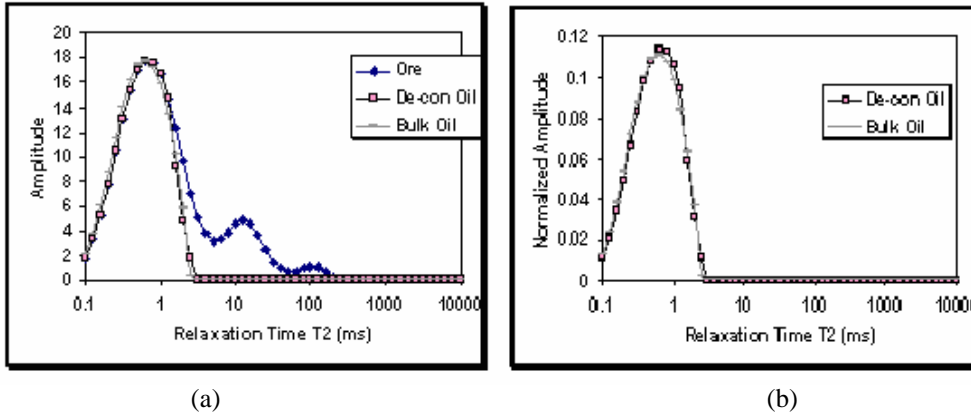 20
18
16
14
12
10
8
6
4
2
0
Amplitude
0.1 1 10 100 1000 10000
Relaxation Time T2 (ms)
Ore
De-con Oil
Bulk Oil
(a)
0.12
0.1
0.08
0.06
0.04
0.02
0
Normalized Amplitude
0.1 1 10 100 1000 10000
Relaxation Time T2 (ms)
De-con Oil
Bulk Oil
(b)